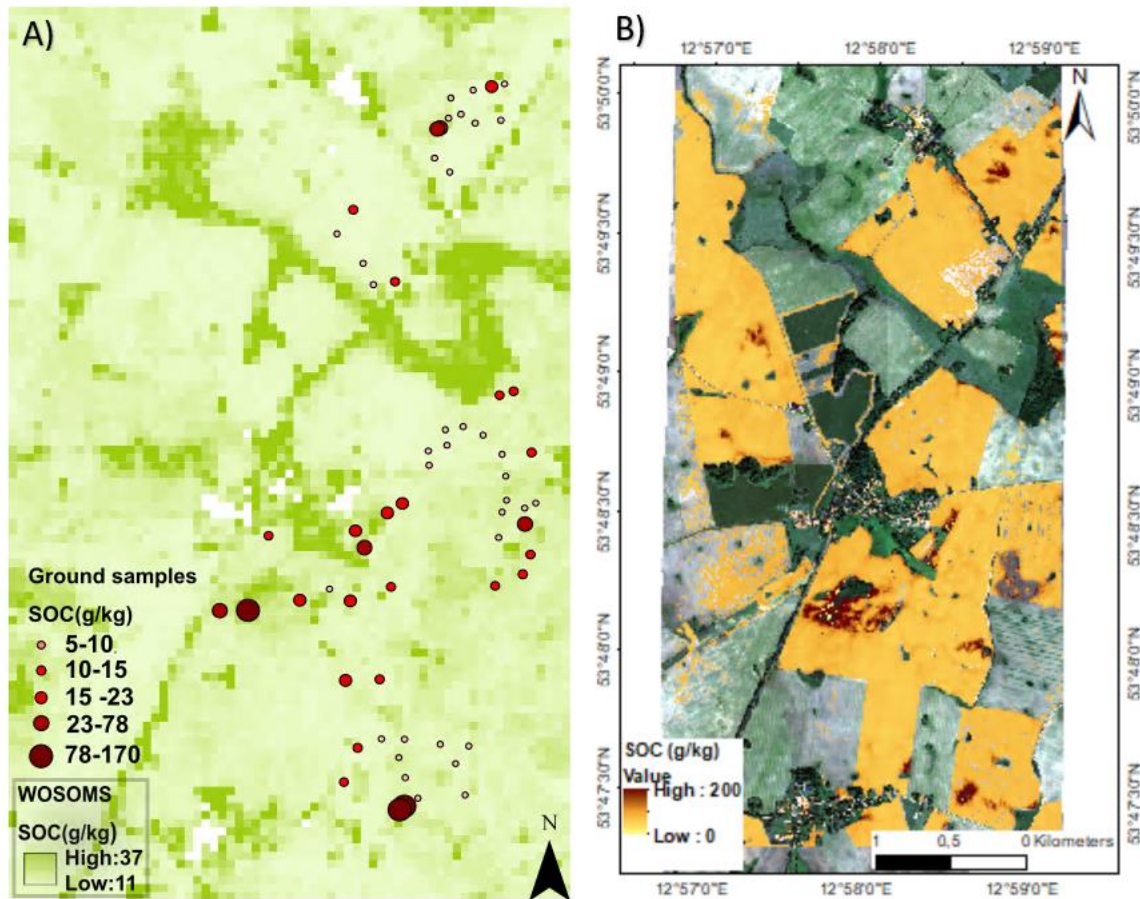 A)
Ground samples
SOC(g/kg)
5-10
10-15
15 -23
23-78
78-170
WOSOMS
SOC(g/kg)
High:37
Low:11
N
B)
12°57'0"E 12°58'0"E 12°59'0"E
N
53°5'0"N 53°5'0"N
53°49'30"N 53°49'30"N
53°49'0"N 53°49'0"N
53°48'30"N 53°48'30"N
53°48'0"N 53°48'0"N
53°47'30"N 53°47'30"N
SOC (g/kg)
Value
High : 200
Low : 0
1 0,5 0 Kilometers
12°57'0"E 12°58'0"E 12°59'0"E